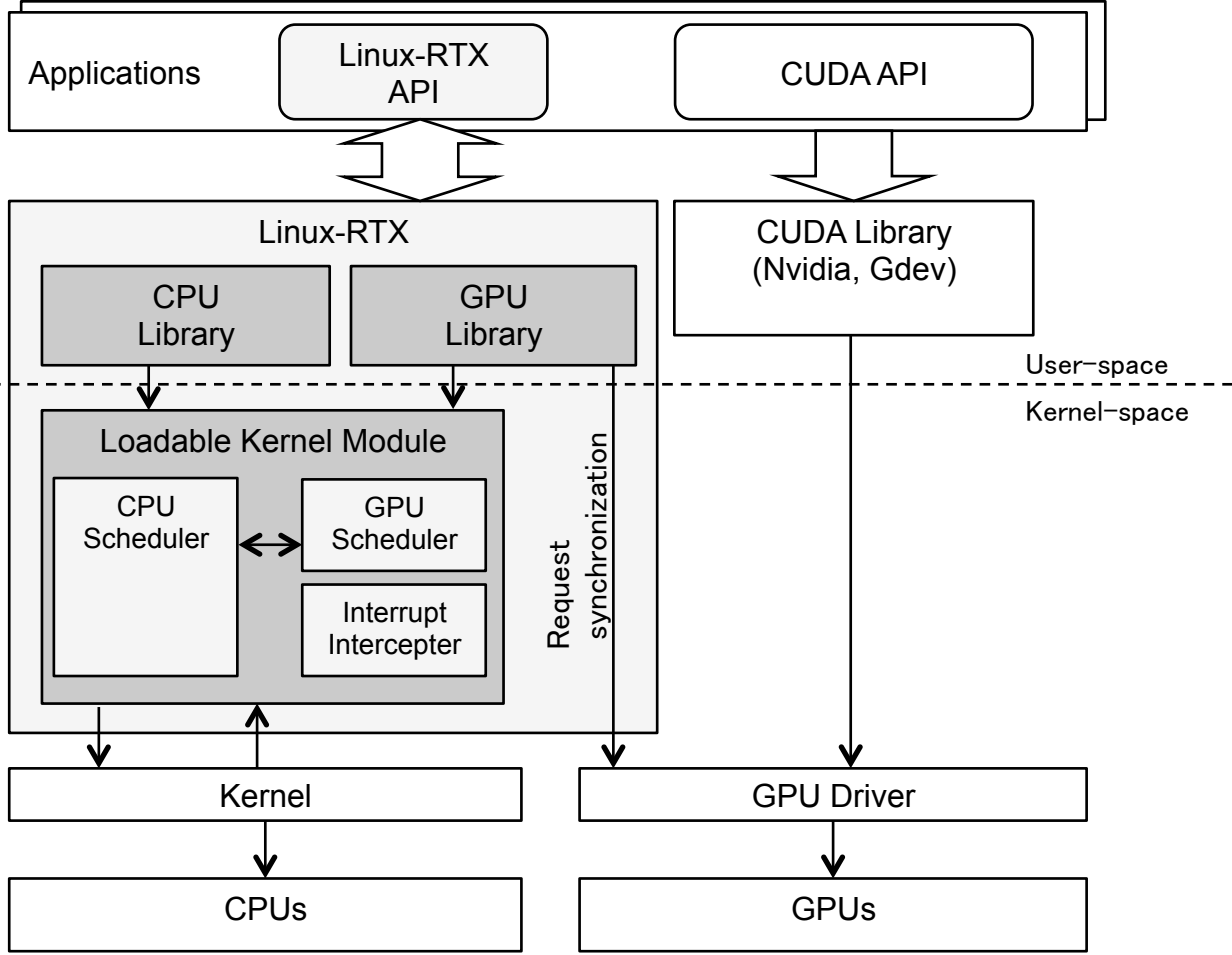 Applications
Linux-RTX
API
CUDA API
Linux-RTX
CPU
Library
GPU
Library
CUDA Library
(Nvidia, Gdev)
User-space
Kernel-space
Loadable Kernel Module
CPU
Scheduler
GPU
Scheduler
Interrupt
Intercepter
Request
synchronization
Kernel
GPU Driver
CPUs
GPUs